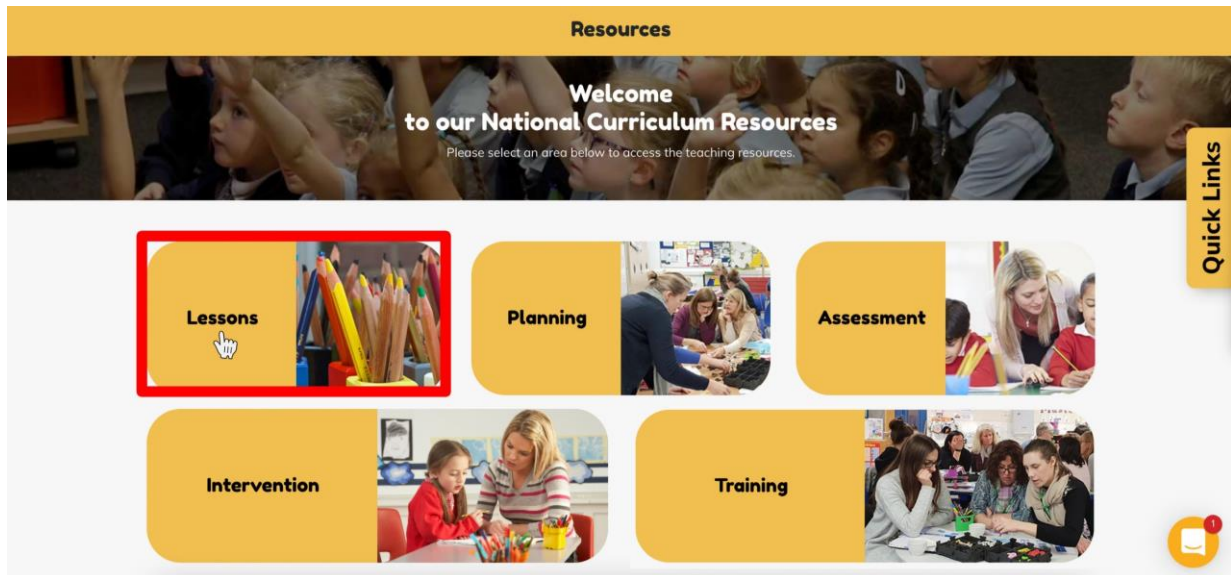 Resources
Welcome
to our National Curriculum Resources
Please select an area below to access the teaching resources.
Quick Links
Lessons
Planning
Assessment
Intervention
Training
1